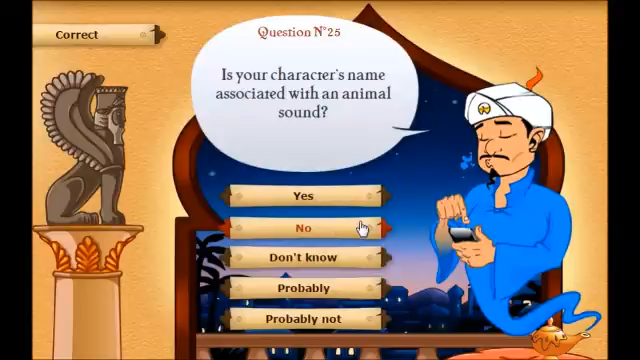 Correct
Question N°25
Is your character's name
associated with an animal
sound?
Yes
No
Don't know
Probably
Probably not